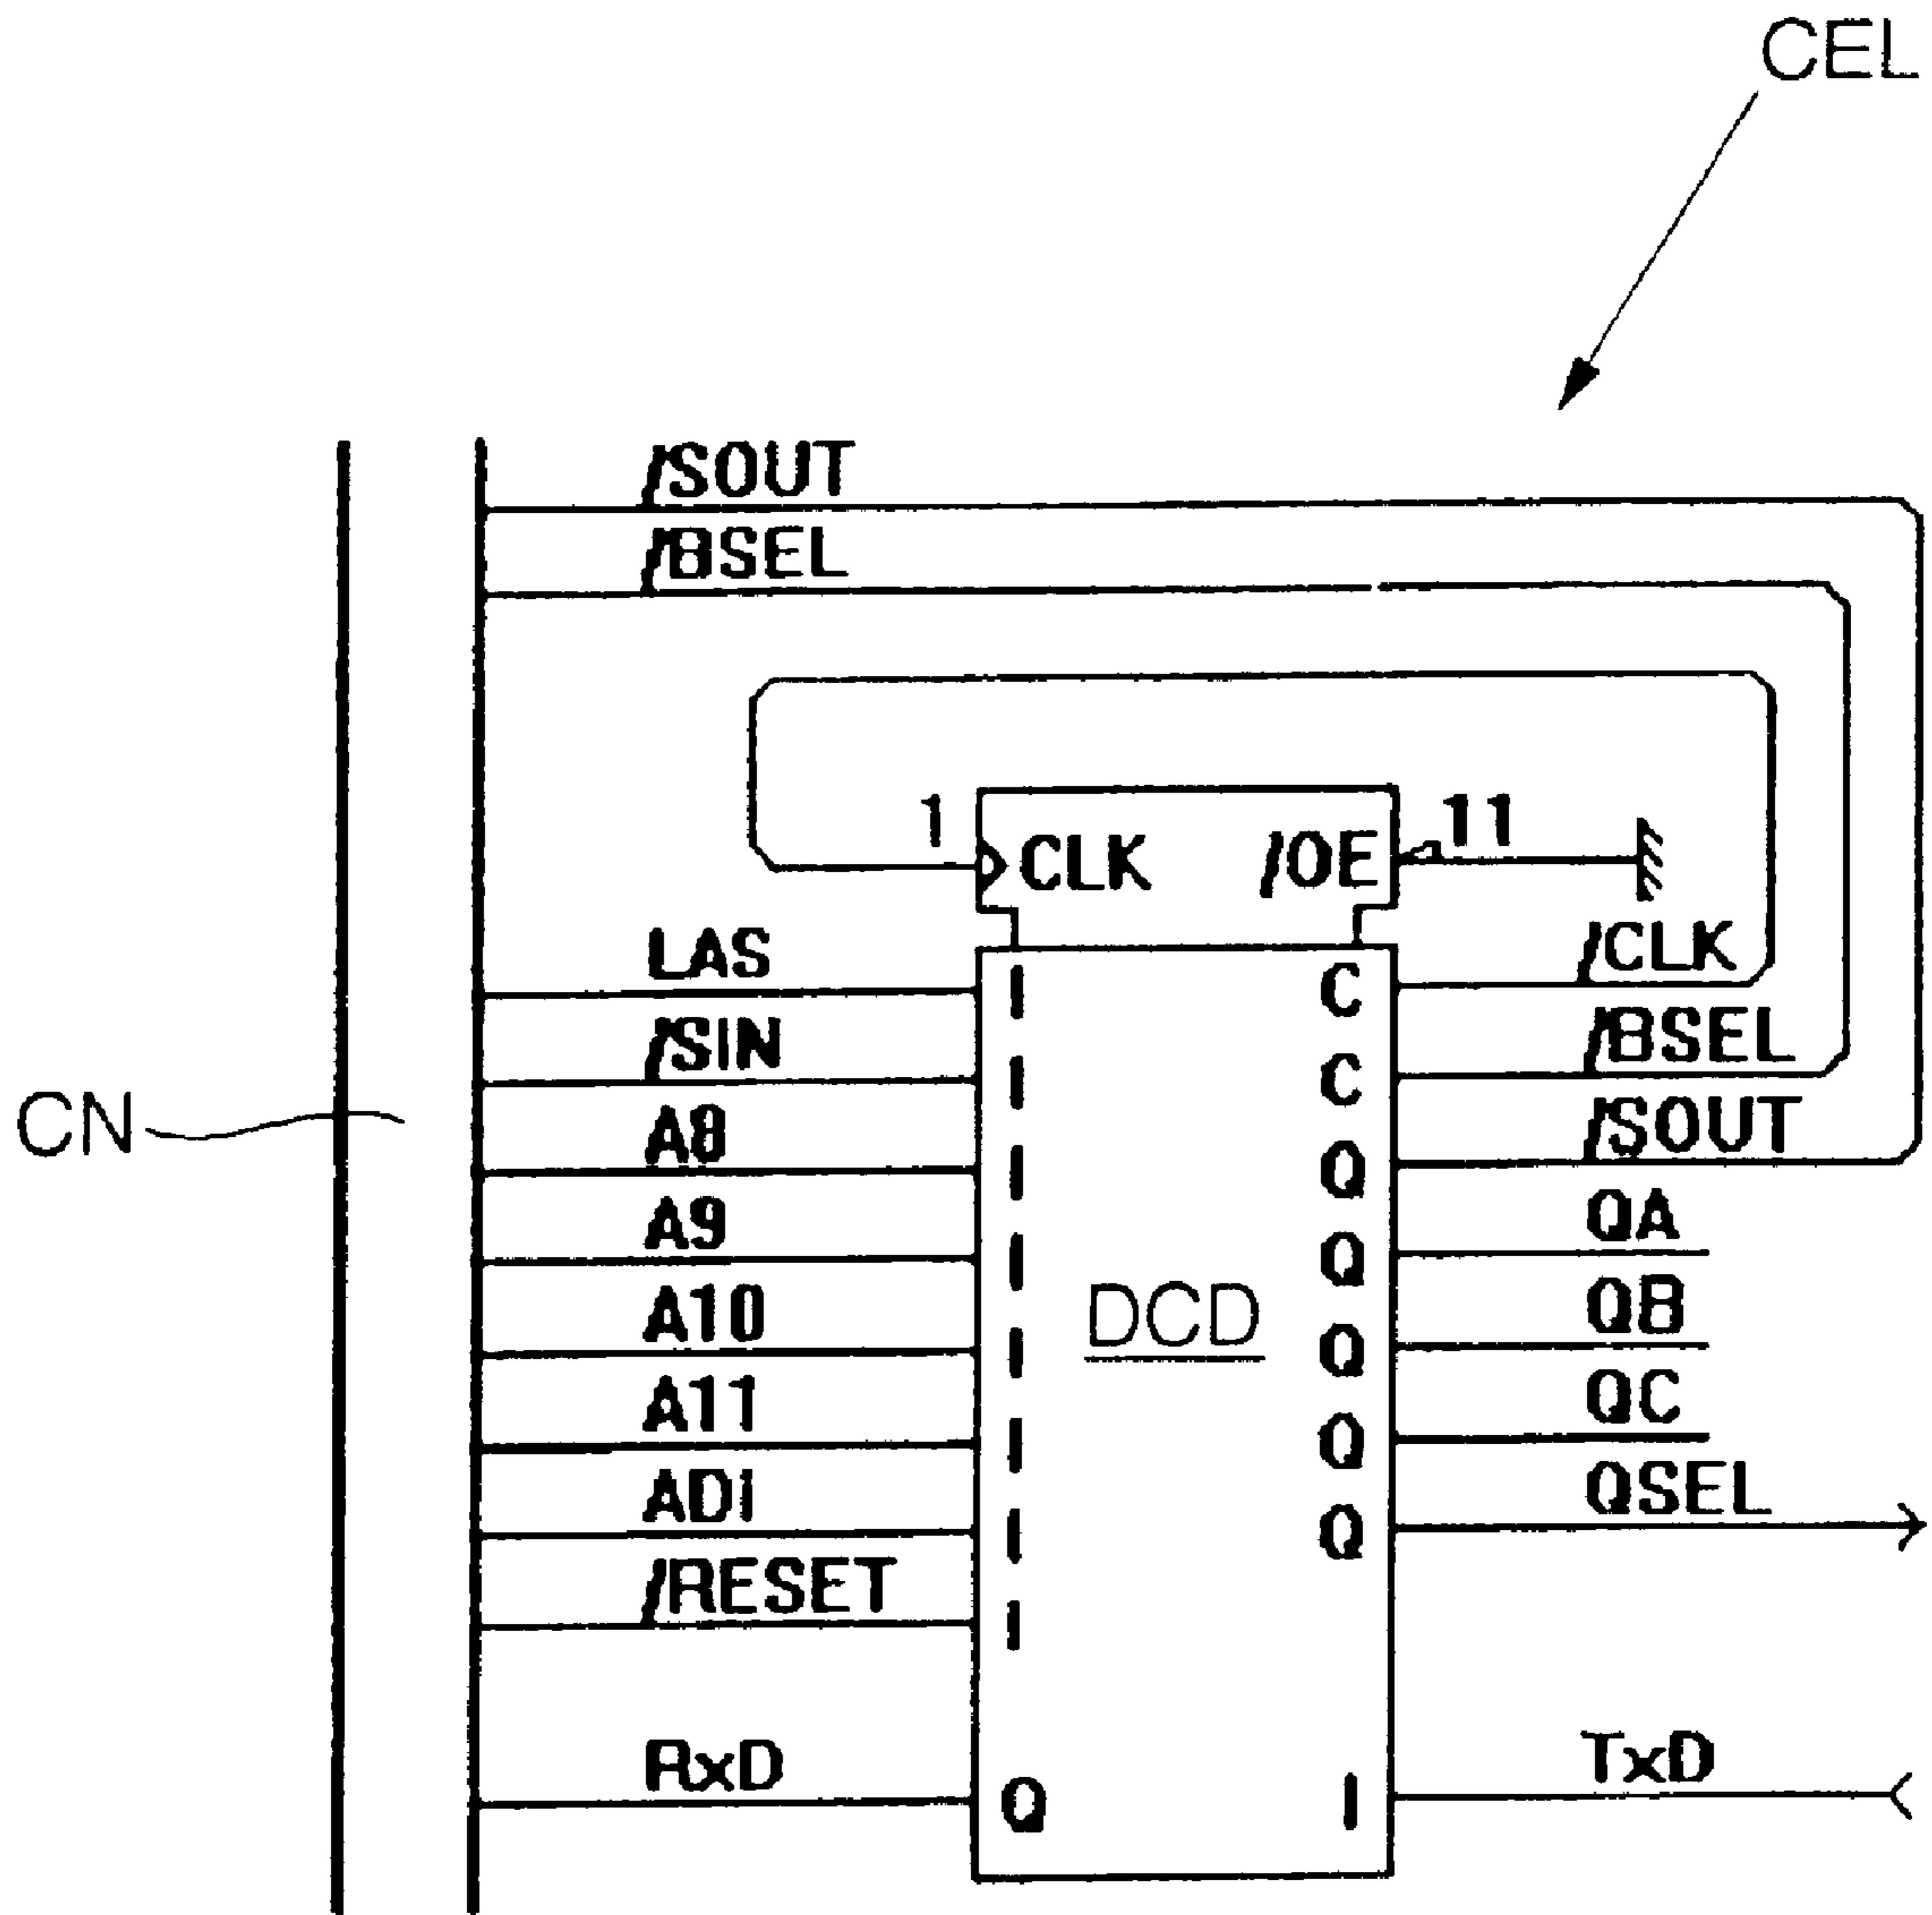 CEL
/SOUT
/BSEL
1 CLK /OE 11
LAS I C /CLK
/SIN I C /BSEL
CN
A8 I Q /SOUT
A9 I Q QA
A10 I DCD Q QB
A11 I Q QC
ADi I Q QSEL
/RESET I
RxD Q I TxD